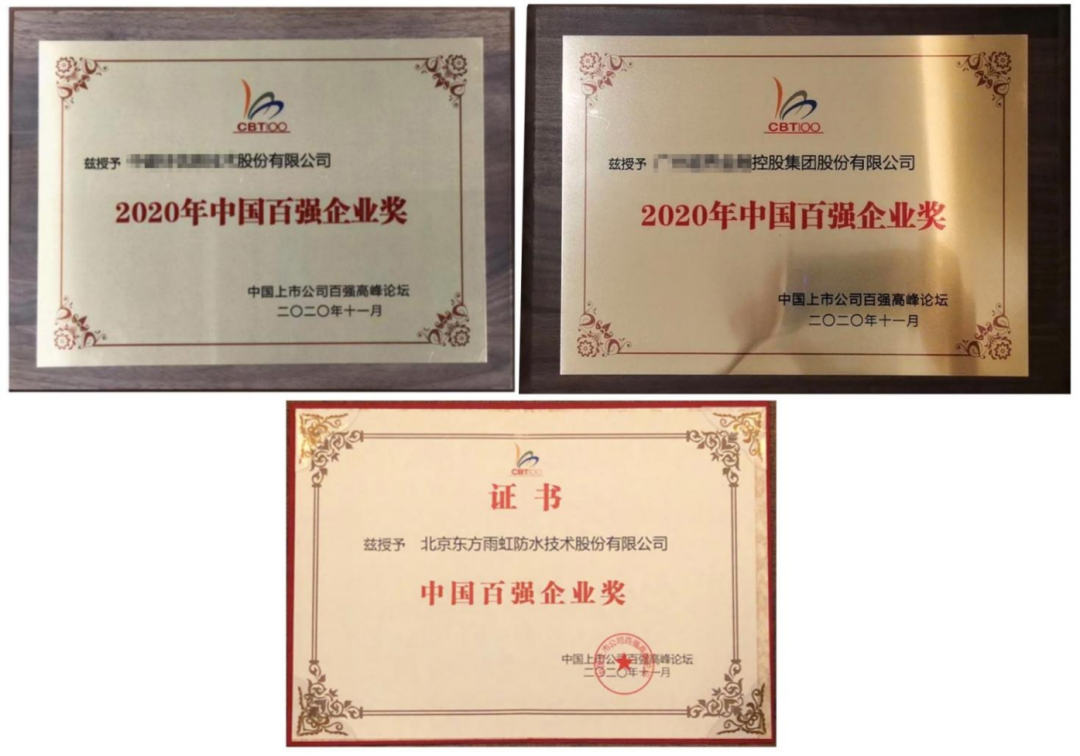 CBT100
兹授予 股份有限公司
2020年中国百强企业奖
中国上市公司百强高峰论坛
二〇二〇年十一月
CBT100
兹授予 控股集团股份有限公司
2020年中国百强企业奖
中国上市公司百强高峰论坛
二〇二〇年十一月
CBT100
证书
兹授予 北京东方雨虹防水技术股份有限公司
中国百强企业奖
中国上市公司百强高峰论坛
二〇二〇年十一月